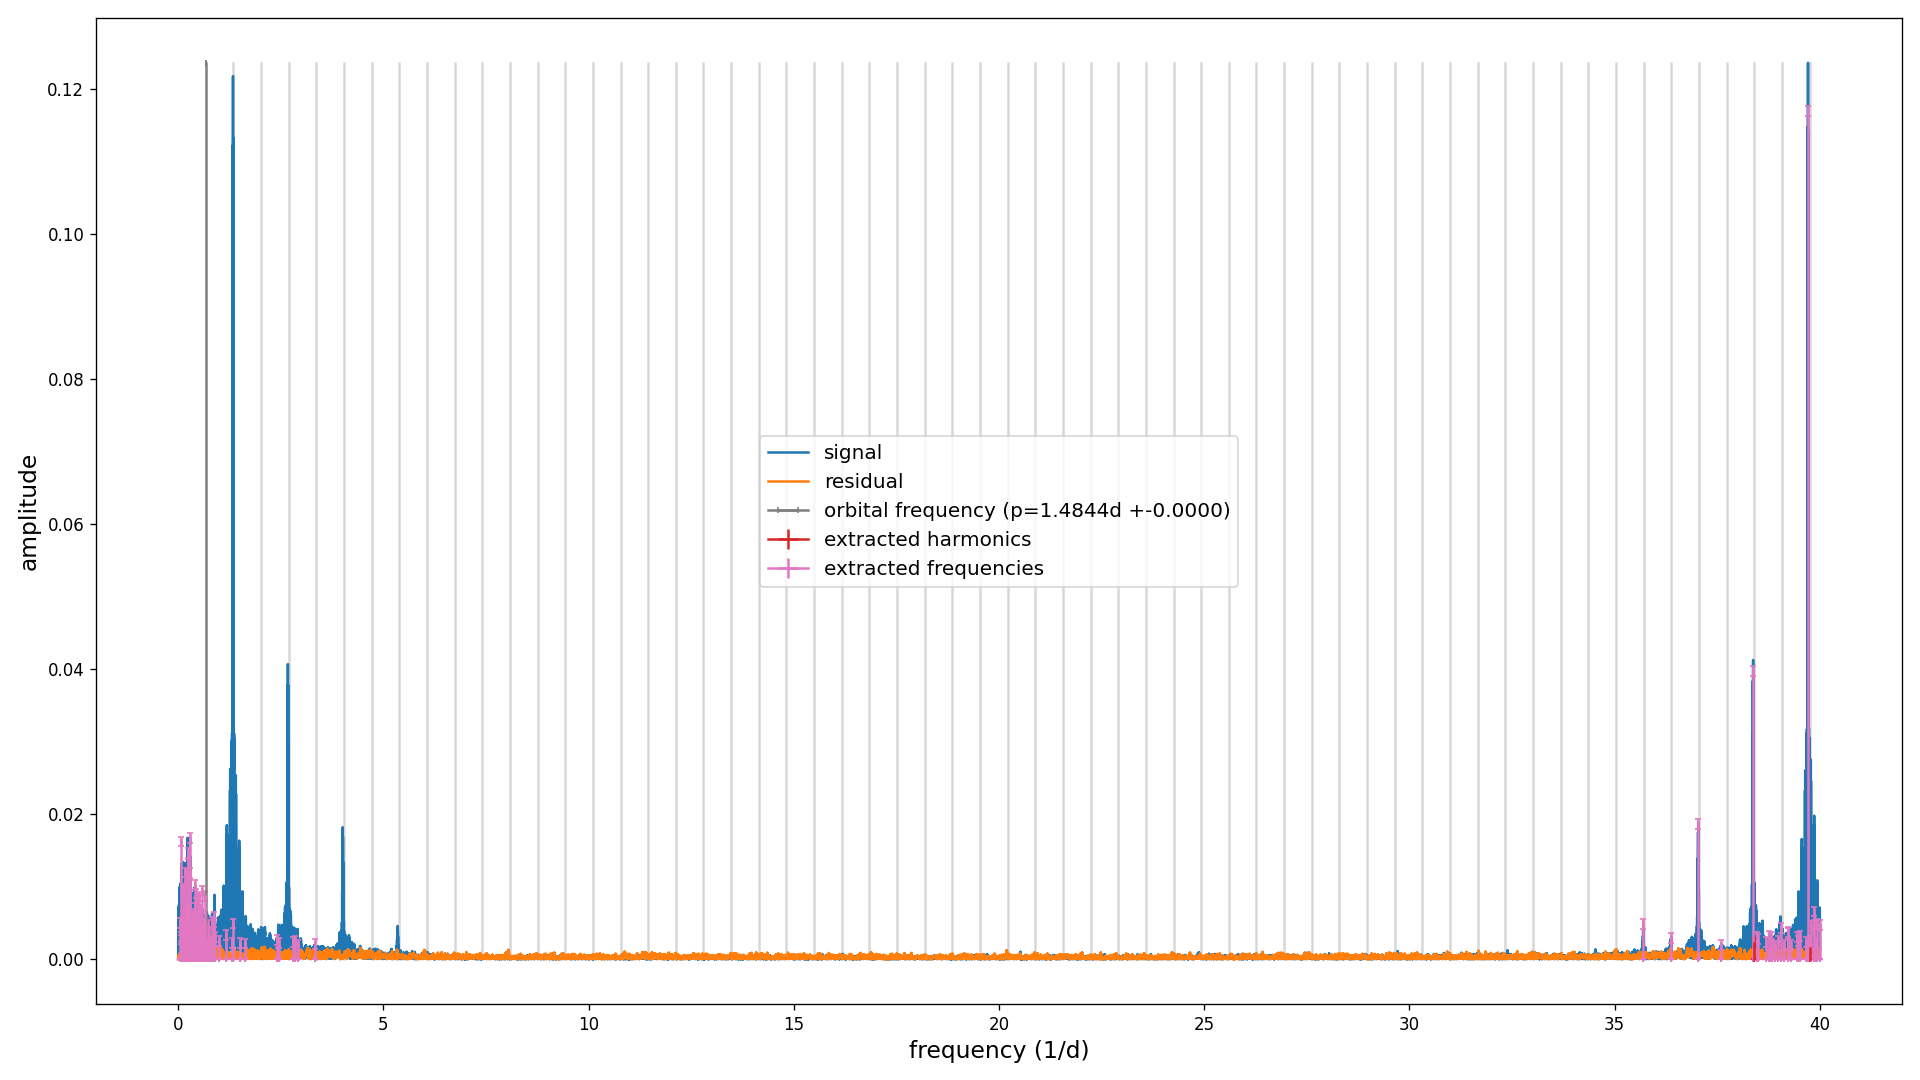 0.12
0.10
0.08
0.06
0.04
0.02
0.00
amplitude
signal
residual
orbital frequency (p=1.4844d +-0.0000)
extracted harmonics
extracted frequencies
0 5 10 15 20 25 30 35 40
frequency (1/d)